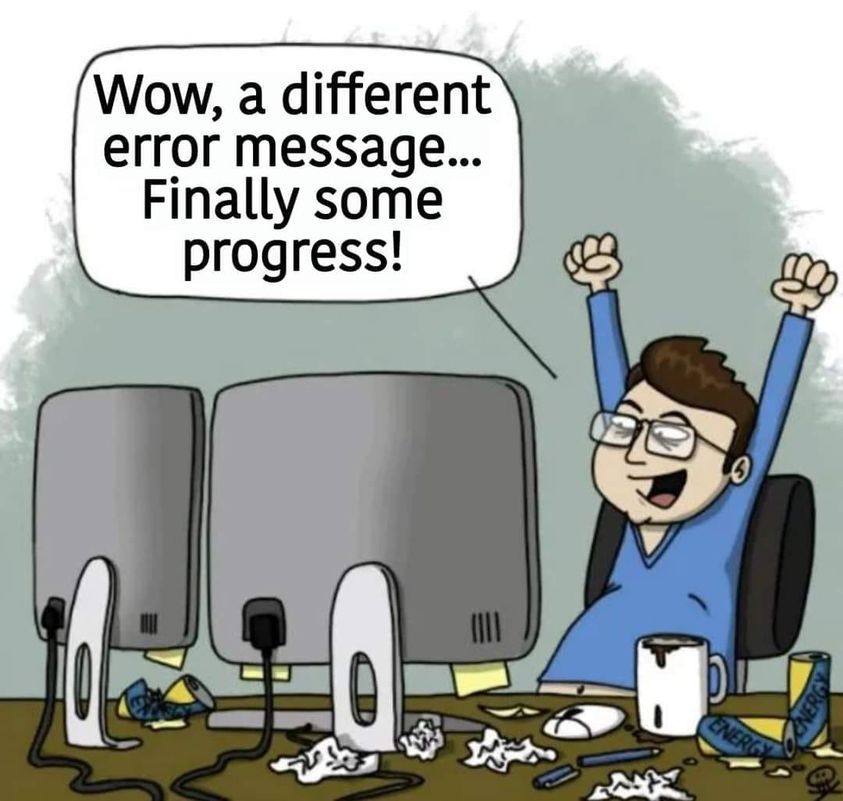 Wow, a different
error message...
Finally some
progress!
ENERGY
ENERGY